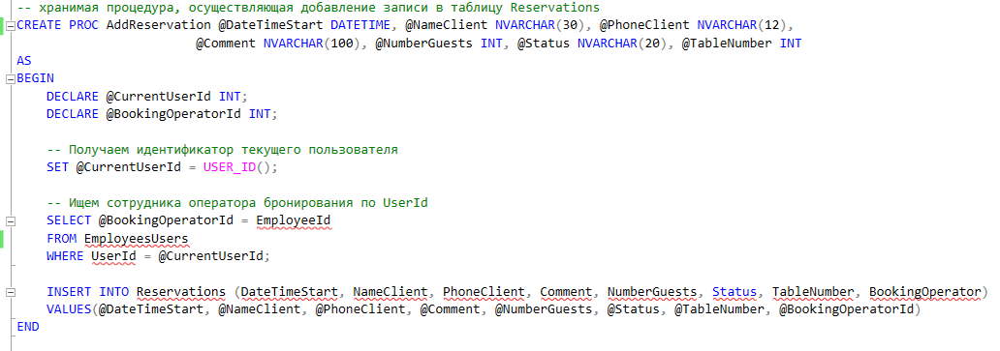 -- хранимая процедура, осуществляющая добавление записи в таблицу Reservations
CREATE PROC AddReservation @DateTimeStart DATETIME, @NameClient NVARCHAR(30), @PhoneClient NVARCHAR(12),
@Comment NVARCHAR(100), @NumberGuests INT, @Status NVARCHAR(20), @TableNumber INT
AS
BEGIN
DECLARE @CurrentUserId INT;
DECLARE @BookingOperatorId INT;
-- Получаем идентификатор текущего пользователя
SET @CurrentUserId = USER_ID();
-- Ищем сотрудника оператора бронирования по UserId
SELECT @BookingOperatorId = EmployeeId
FROM EmployeesUsers
WHERE UserId = @CurrentUserId;
INSERT INTO Reservations (DateTimeStart, NameClient, PhoneClient, Comment, NumberGuests, Status, TableNumber, BookingOperator)
VALUES(@DateTimeStart, @NameClient, @PhoneClient, @Comment, @NumberGuests, @Status, @TableNumber, @BookingOperatorId)
END